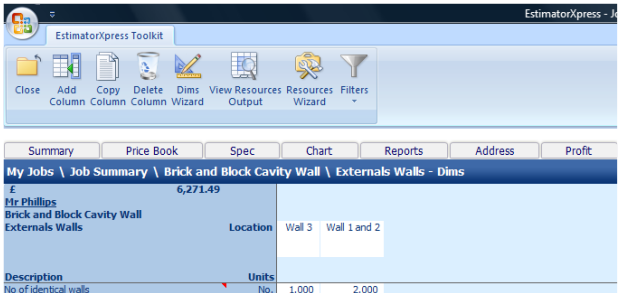 EstimatorXpress - Jo
EstimatorXpress Toolkit
Close Add Column Copy Column Delete Column Dims Wizard View Resources Output Resources Wizard Filters
Summary Price Book Spec Chart Reports Address Profit
My Jobs \ Job Summary \ Brick and Block Cavity Wall \ Externals Walls - Dims
£ 6,271.49
Mr Phillips
Brick and Block Cavity Wall
Externals Walls Location Wall 3 Wall 1 and 2
Description Units
No of identical walls No. 1.000 2.000